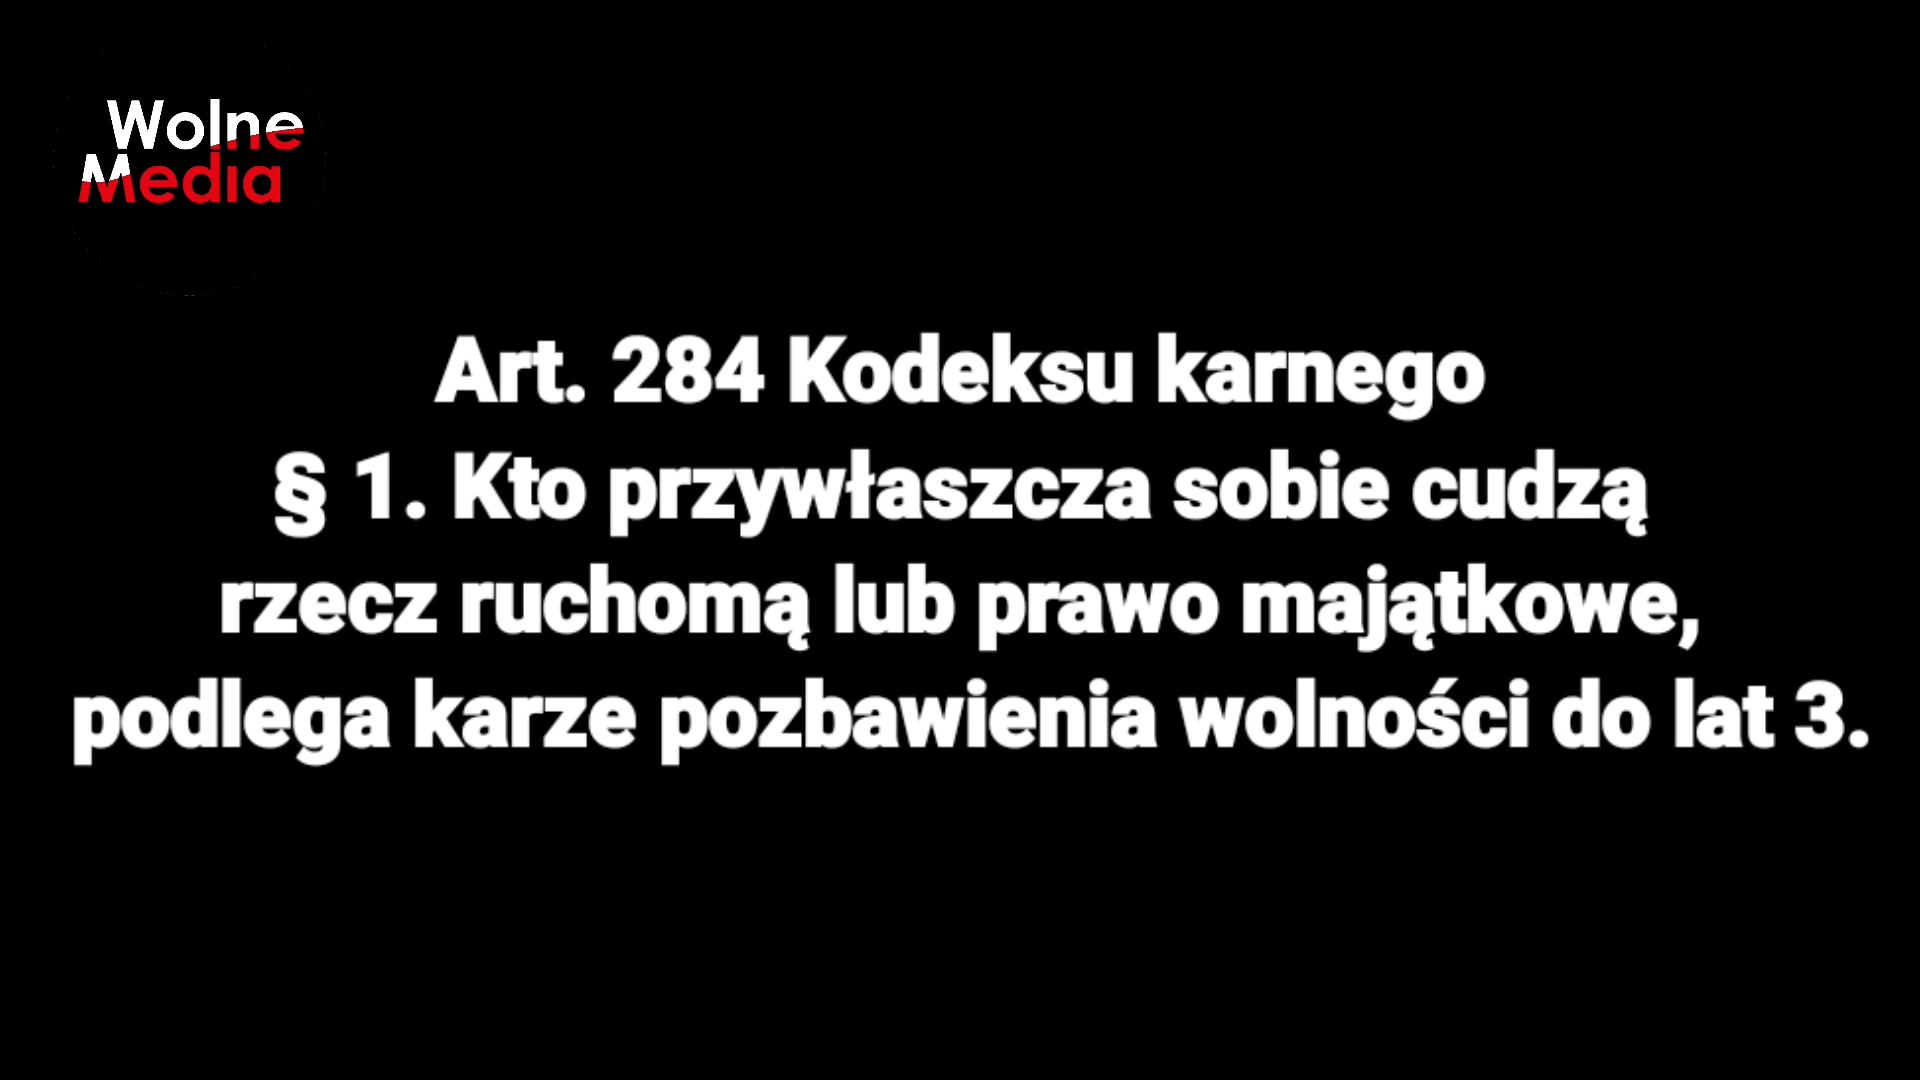 Wolne
Media
Art. 284 Kodeksu karnego
§ 1. Kto przywłaszcza sobie cudzą
rzecz ruchomą lub prawo majątkowe,
podlega karze pozbawienia wolności do lat 3.